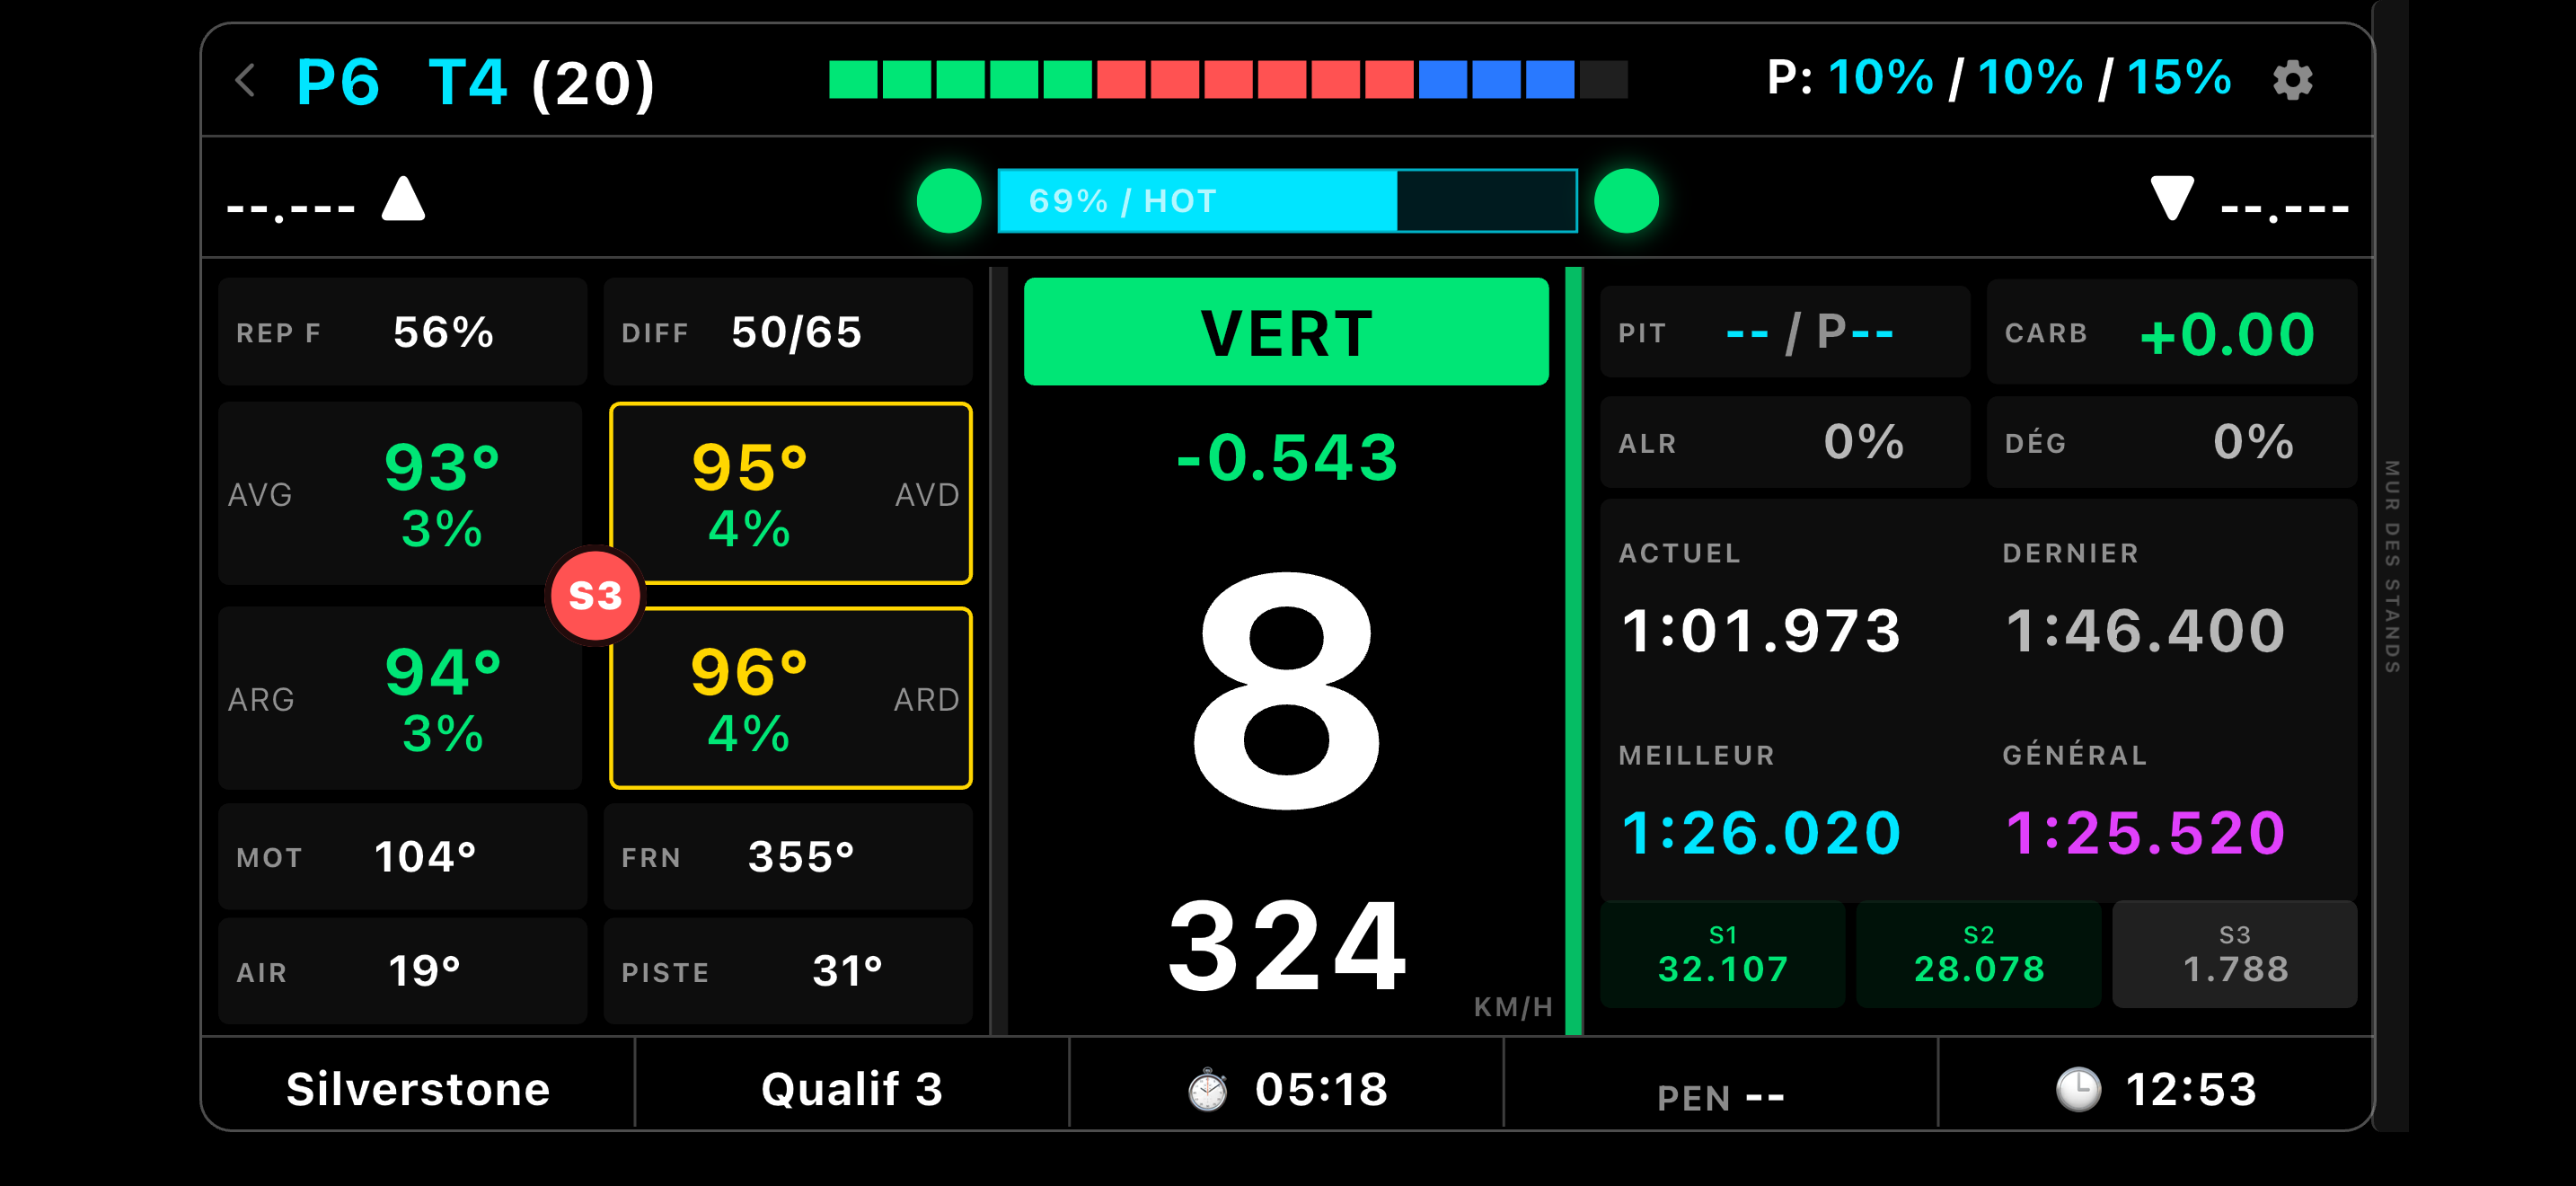 P6 T4 (20) P: 10% / 10% / 15%
--.--- ▲ 69% / HOT ▼ --.---
REP F 56% DIFF 50/65
AVG 93° 3%
95° 4% AVD
S3
ARG 94° 3%
96° 4% ARD
MOT 104° FRN 355°
AIR 19° PISTE 31°
VERT
-0.543
8
324
KM/H
PIT -- / P-- CARB +0.00
ALR 0% DÉG 0%
ACTUEL DERNIER
1:01.973 1:46.400
MEILLEUR GÉNÉRAL
1:26.020 1:25.520
S1 S2 S3
32.107 28.078 1.788
MUR DES STANDS
Silverstone Qualif 3 05:18 PEN -- 12:53